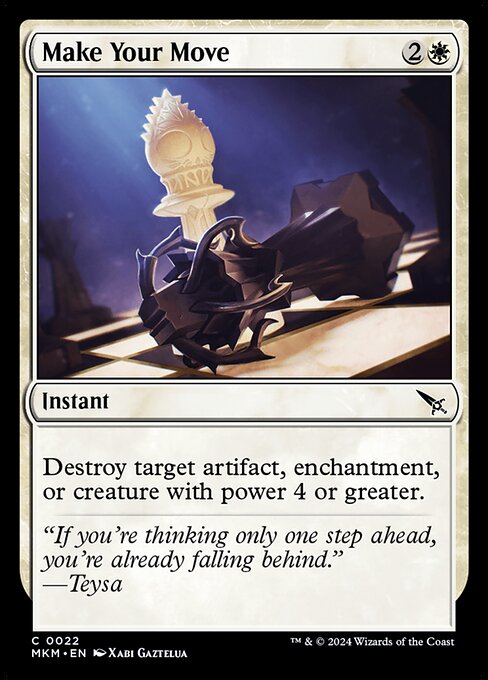 Make Your Move 2
Instant
Destroy target artifact, enchantment,
or creature with power 4 or greater.
“If you’re thinking only one step ahead,
you’re already falling behind.”
—Teysa
C 0022
MKM • EN Xabi Gaztelua
™ & © 2024 Wizards of the Coast